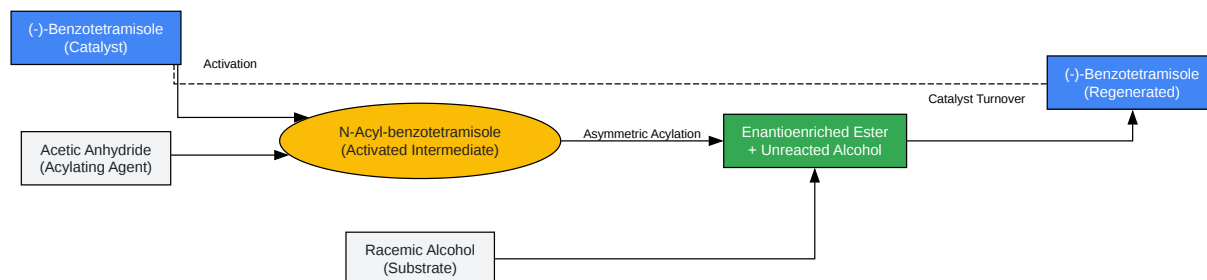 (-)-Benzotetramisole
(Catalyst)
Activation
(-)-Benzotetramisole
(Regenerated)
Catalyst Turnover
N-Acyl-benzotetramisole
(Activated Intermediate)
Asymmetric Acylation
Enantioenriched Ester
+ Unreacted Alcohol
Acetic Anhydride
(Acylating Agent)
Racemic Alcohol
(Substrate)